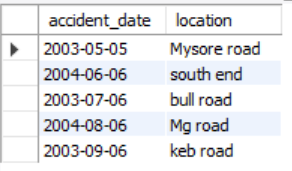 accident_date location
2003-05-05 Mysore road
2004-06-06 south end
2003-07-06 bull road
2004-08-06 Mg road
2003-09-06 keb road